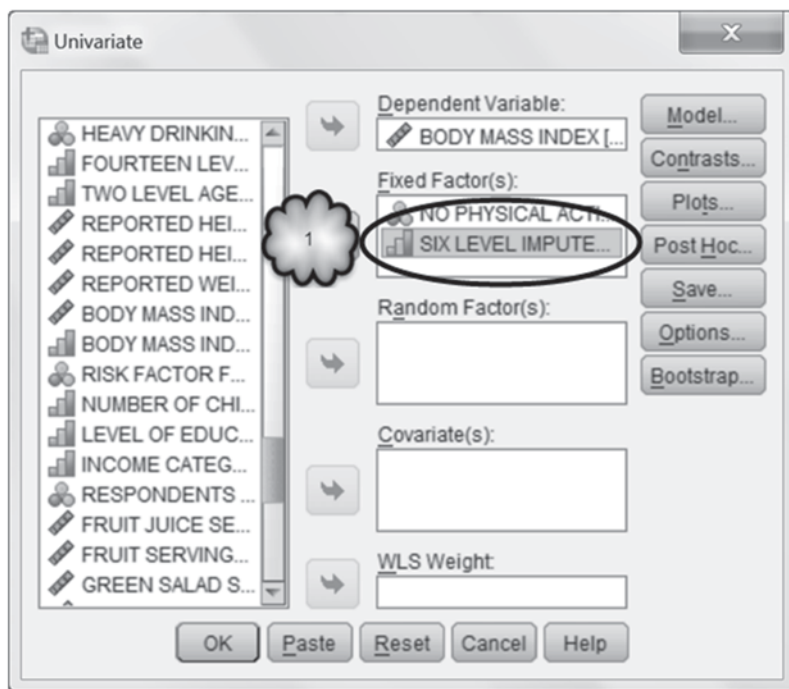 Univariate
HEAVY DRINKIN...
FOURTEEN LEV...
TWO LEVEL AGE...
REPORTED HEI...
REPORTED HEI...
REPORTED WEI...
BODY MASS IND...
BODY MASS IND...
RISK FACTOR F...
NUMBER OF CHI...
LEVEL OF EDUC...
INCOME CATEG...
RESPONDENTS ...
FRUIT JUICE SE...
FRUIT SERVING...
GREEN SALAD S...
1
Dependent Variable:
BODY MASS INDEX [...
Fixed Factor(s):
NO PHYSICAL ACTI...
SIX LEVEL IMPUTE...
Random Factor(s):
Covariate(s):
WLS Weight:
Model...
Contrasts...
Plots...
Post Hoc...
Save...
Options...
Bootstrap...
OK
Paste
Reset
Cancel
Help